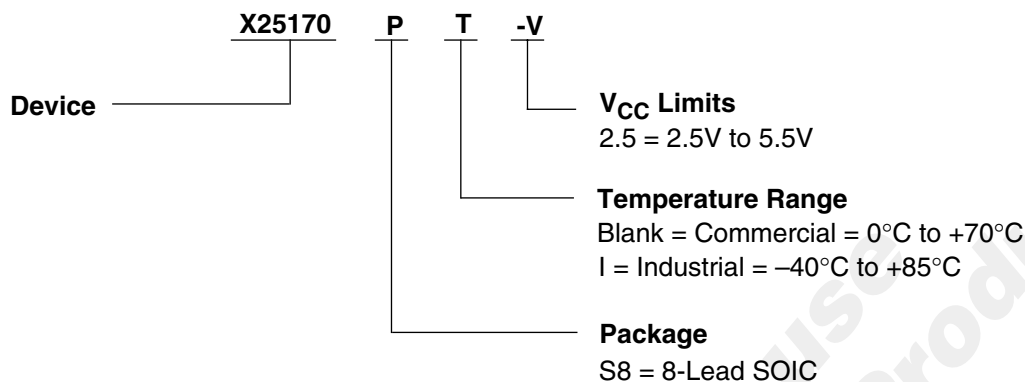 X25170 P T -V
Device
VCC Limits
2.5 = 2.5V to 5.5V
Temperature Range
Blank = Commercial = 0°C to +70°C
I = Industrial = –40°C to +85°C
Package
S8 = 8-Lead SOIC
use